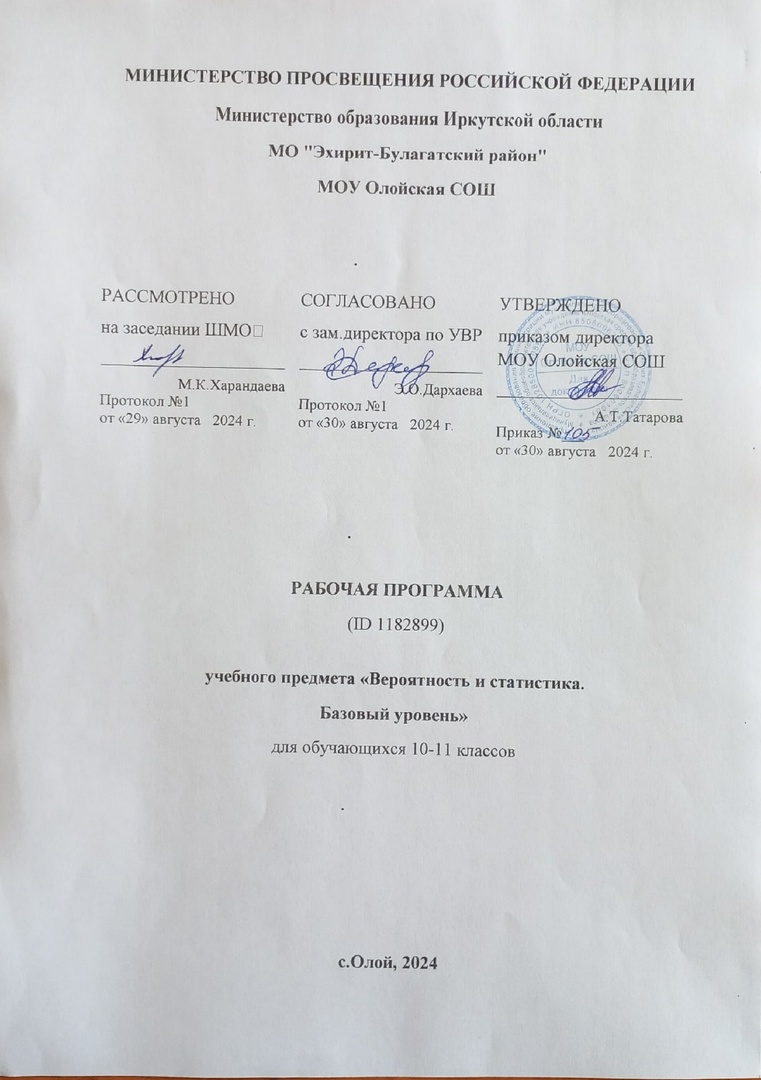 МИНИСТЕРСТВО ПРОСВЕЩЕНИЯ РОССИЙСКОЙ ФЕДЕРАЦИИ
Министерство образования Иркутской области
МО "Эхирит-Булагатский район"
МОУ Олойская СОШ
РАССМОТРЕНО
на заседании ШМО
М.К.Харандаева
Протокол №1
от «29» августа 2024 г.
СОГЛАСОВАНО
с зам.директора по УВР
Э.О.Дархаева
Протокол №1
от «30» августа 2024 г.
УТВЕРЖДЕНО
приказом директора
МОУ Олойская СОШ
А.Т.Татарова
Приказ № 105
от «30» августа 2024 г.
РАБОЧАЯ ПРОГРАММА
(ID 1182899)
учебного предмета «Вероятность и статистика.
Базовый уровень»
для обучающихся 10-11 классов
с.Олой, 2024